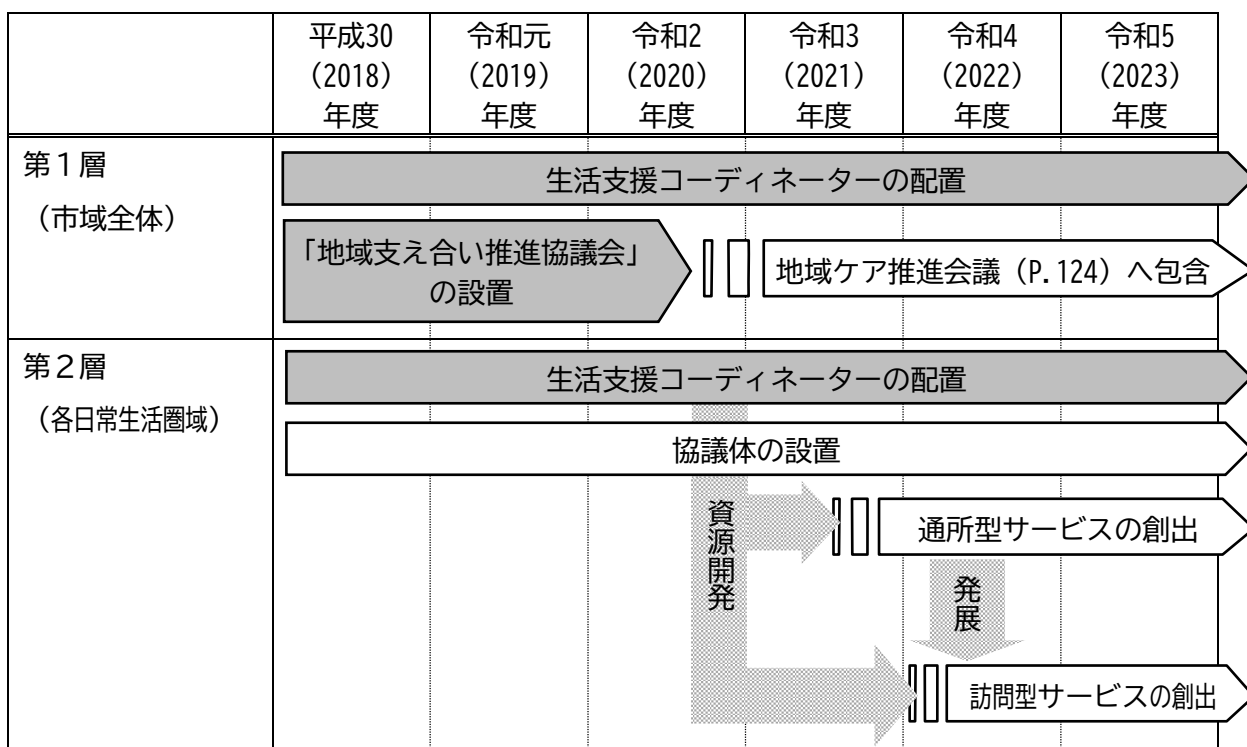 平成30
(2018)
年度
令和元
(2019)
年度
令和2
(2020)
年度
令和3
(2021)
年度
令和4
(2022)
年度
令和5
(2023)
年度
第１層
（市域全体）
生活支援コーディネーターの配置
「地域支え合い推進協議会」
の設置
地域ケア推進会議（P.124）へ包含
第２層
（各日常生活圏域）
生活支援コーディネーターの配置
協議体の設置
資源開発
通所型サービスの創出
発展
訪問型サービスの創出